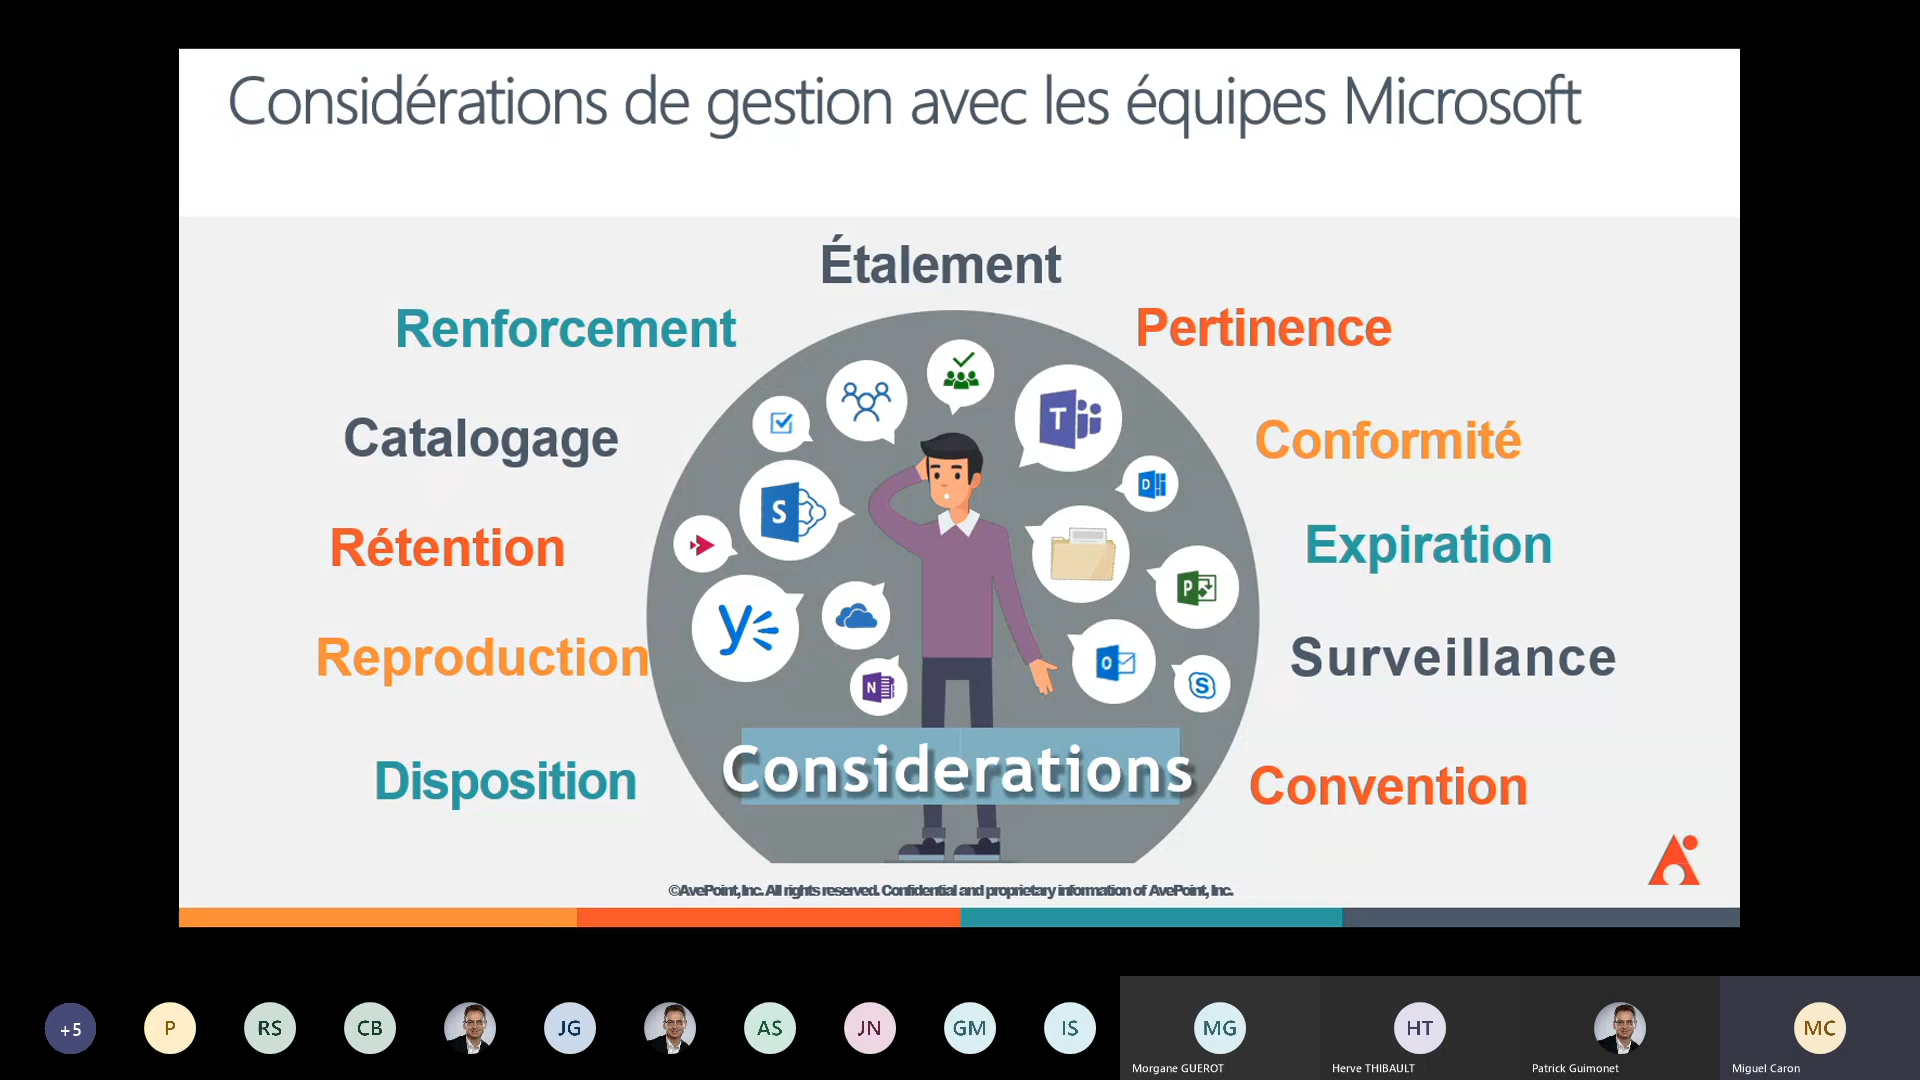 Considérations de gestion avec les équipes Microsoft
Étalement
Renforcement
Pertinence
Catalogage
Conformité
Rétention
Expiration
Reproduction
Surveillance
Disposition
Convention
T
D
S
P
y
O
S
N
Considerations
©AvePoint, Inc. All rights reserved. Confidential and proprietary information of AvePoint, Inc.
+5
P
RS
CB
JG
AS
JN
GM
IS
MG
HT
MC
Morgane GUEROT
Herve THIBAULT
Patrick Guimonet
Miguel Caron